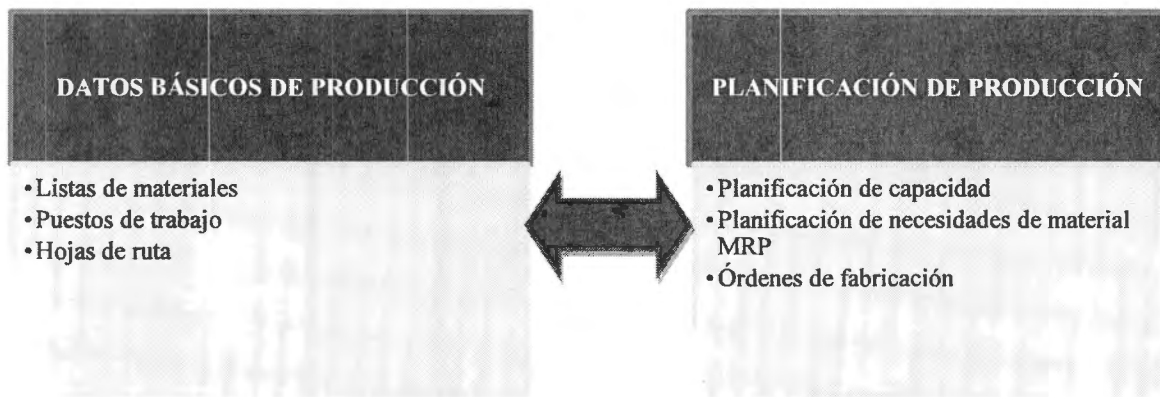 DATOS BÁSICOS DE PRODUCCIÓN
• Listas de materiales
• Puestos de trabajo
• Hojas de ruta
PLANIFICACIÓN DE PRODUCCIÓN
• Planificación de capacidad
• Planificación de necesidades de material
MRP
• Órdenes de fabricación